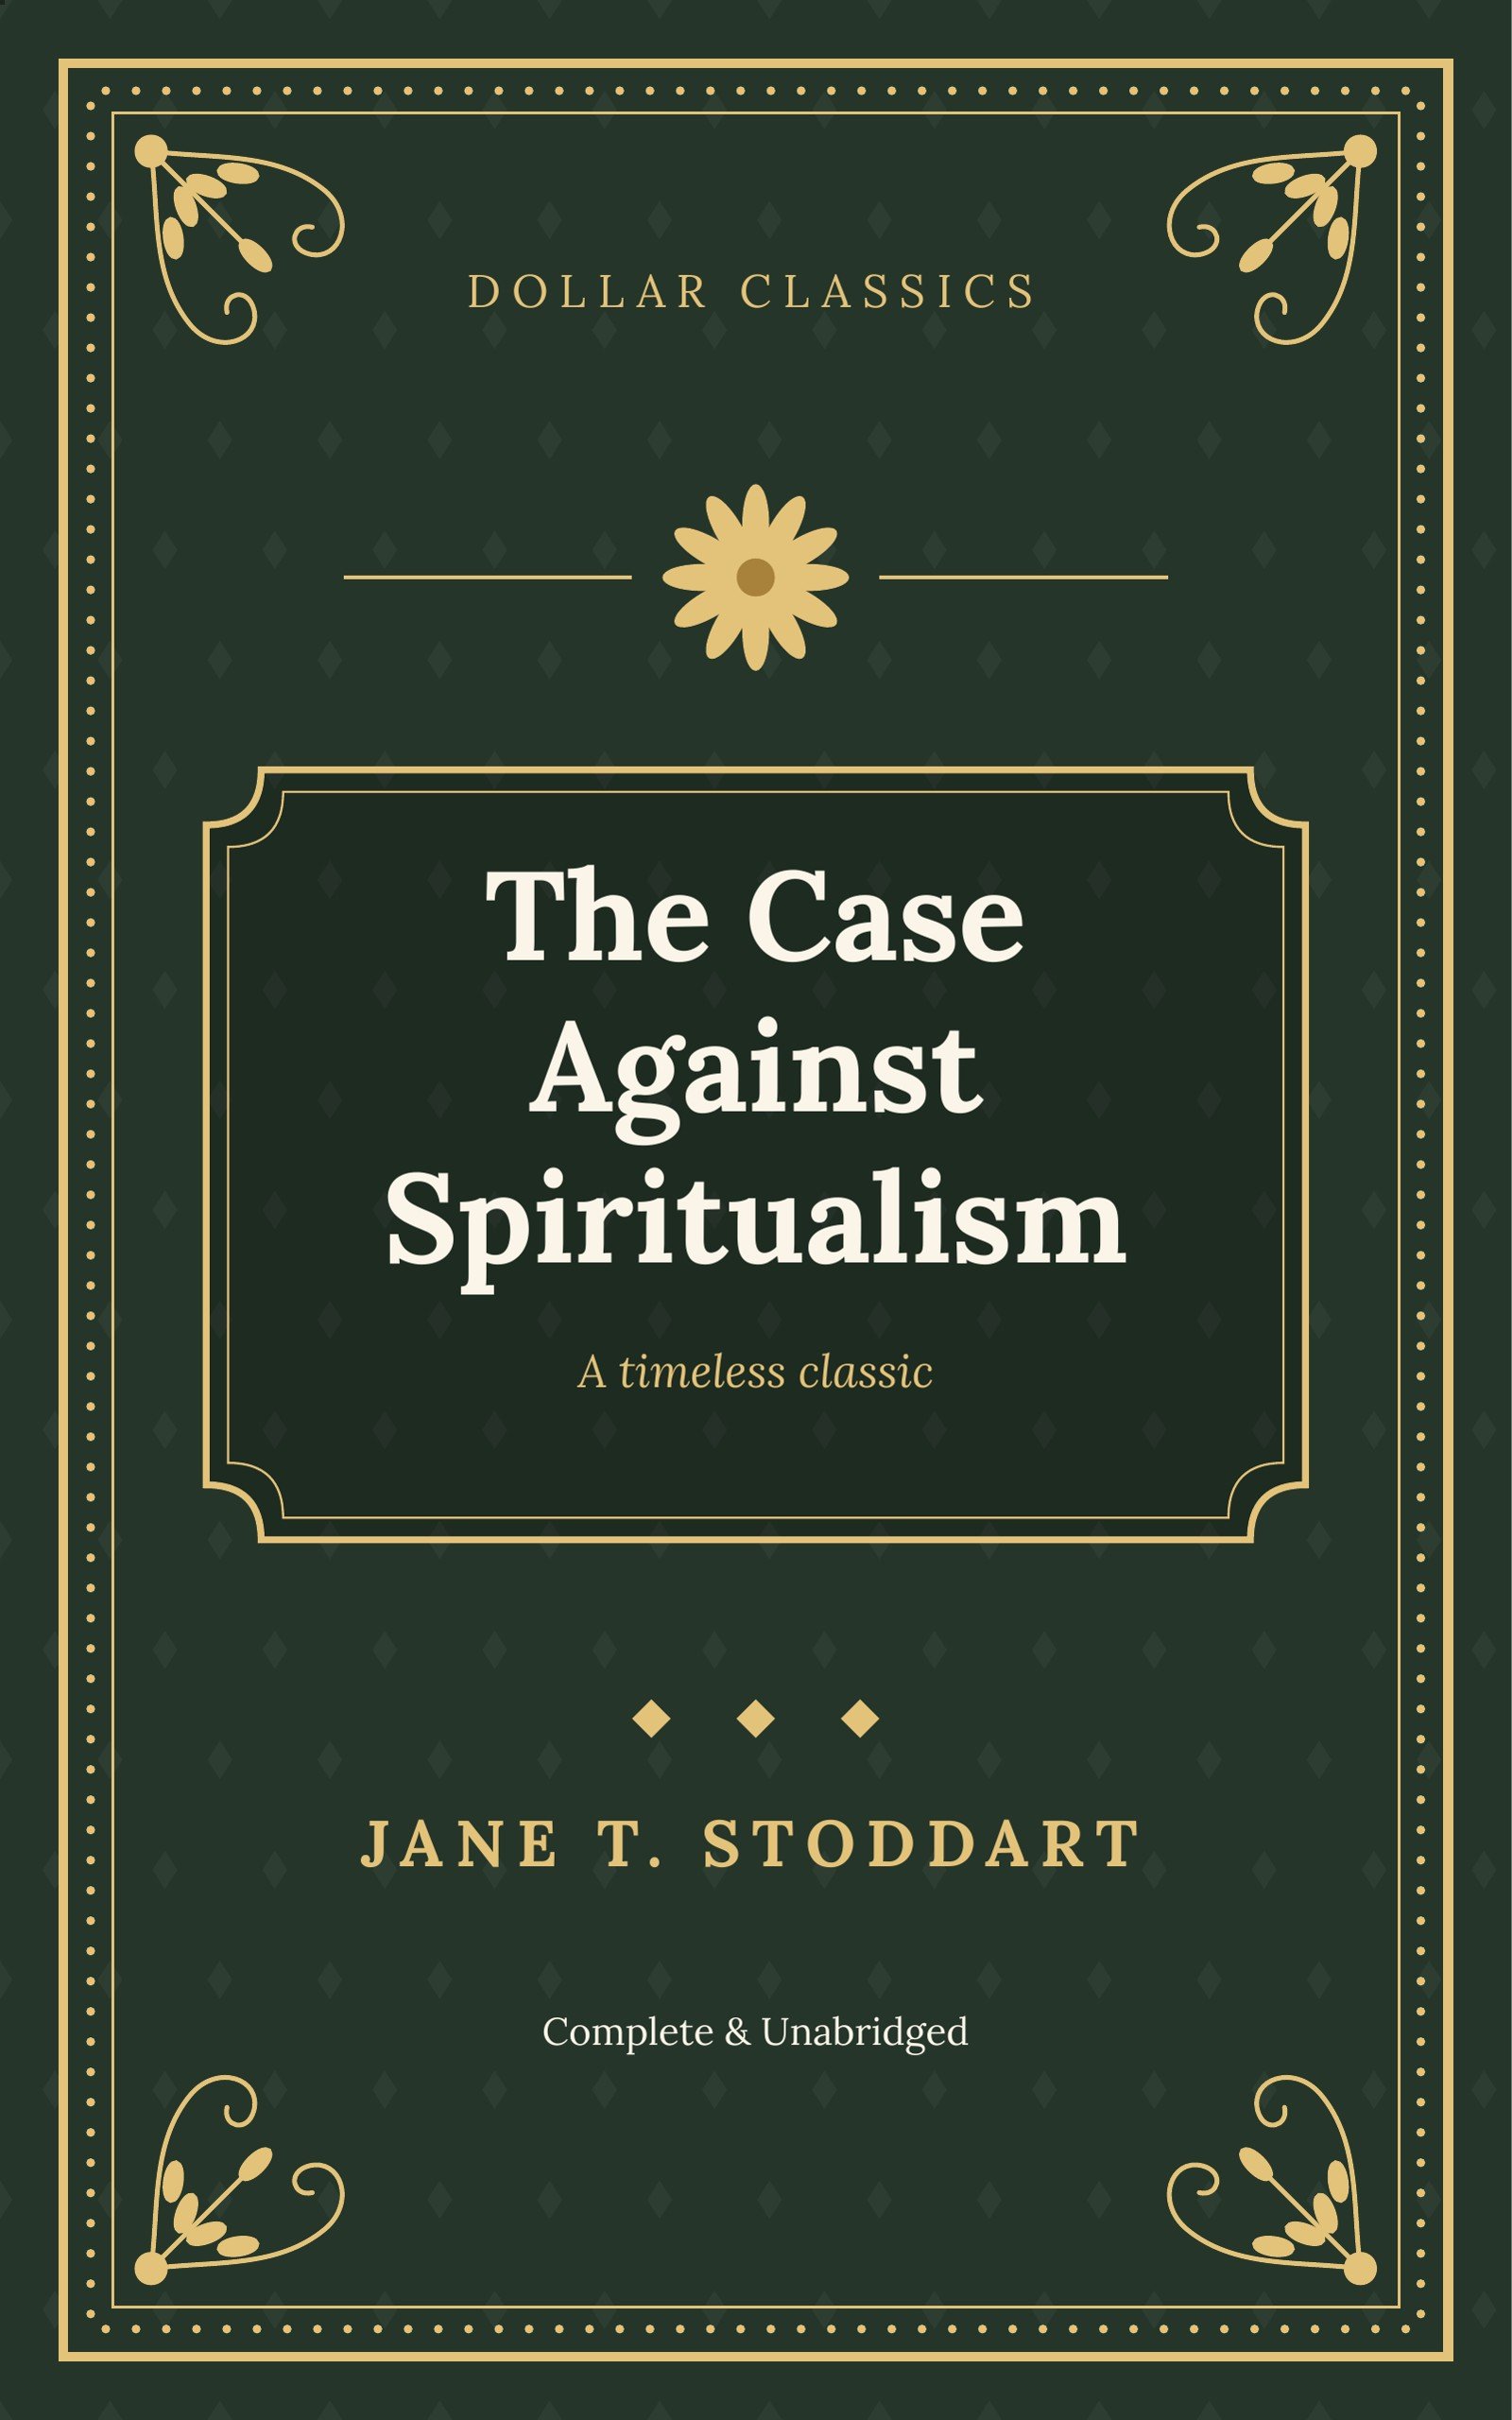 DOLLAR CLASSICS
The Case
Against
Spiritualism
A timeless classic
JANE T. STODDART
Complete & Unabridged